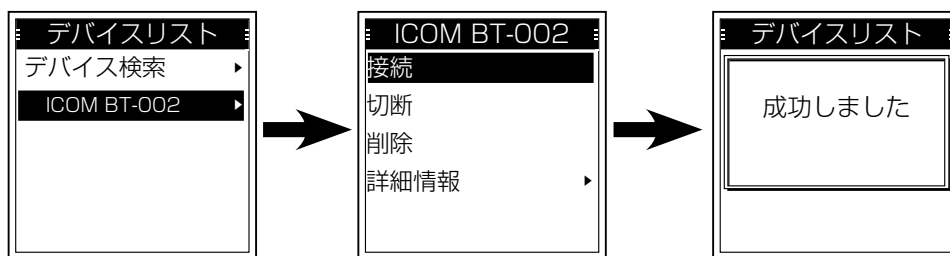 デバイスリスト
デバイス検索
ICOM BT-002
ICOM BT-002
接続
切断
削除
詳細情報
デバイスリスト
成功しました